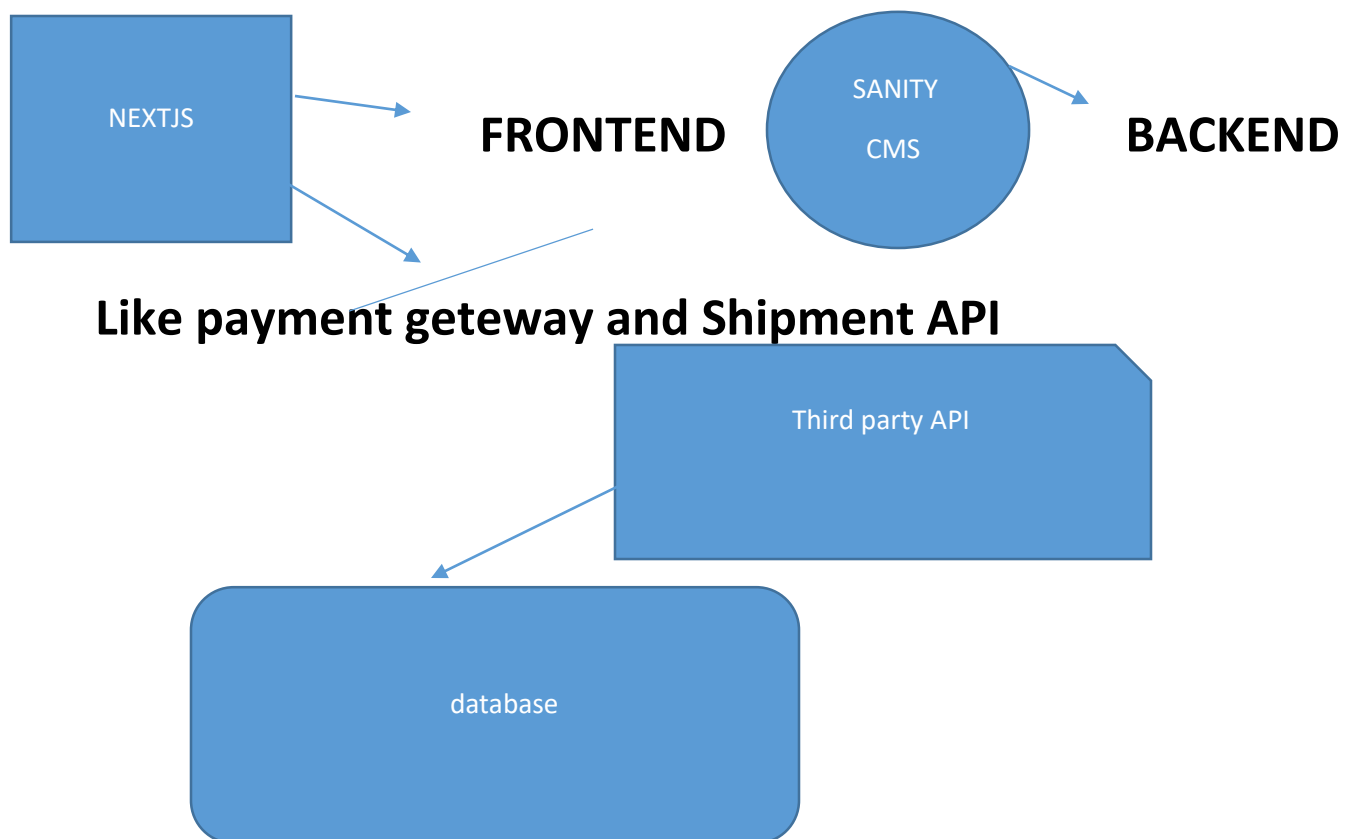 NEXTJS
FRONTEND
SANITY
CMS
BACKEND
Like payment geteway and Shipment API
Third party API
database